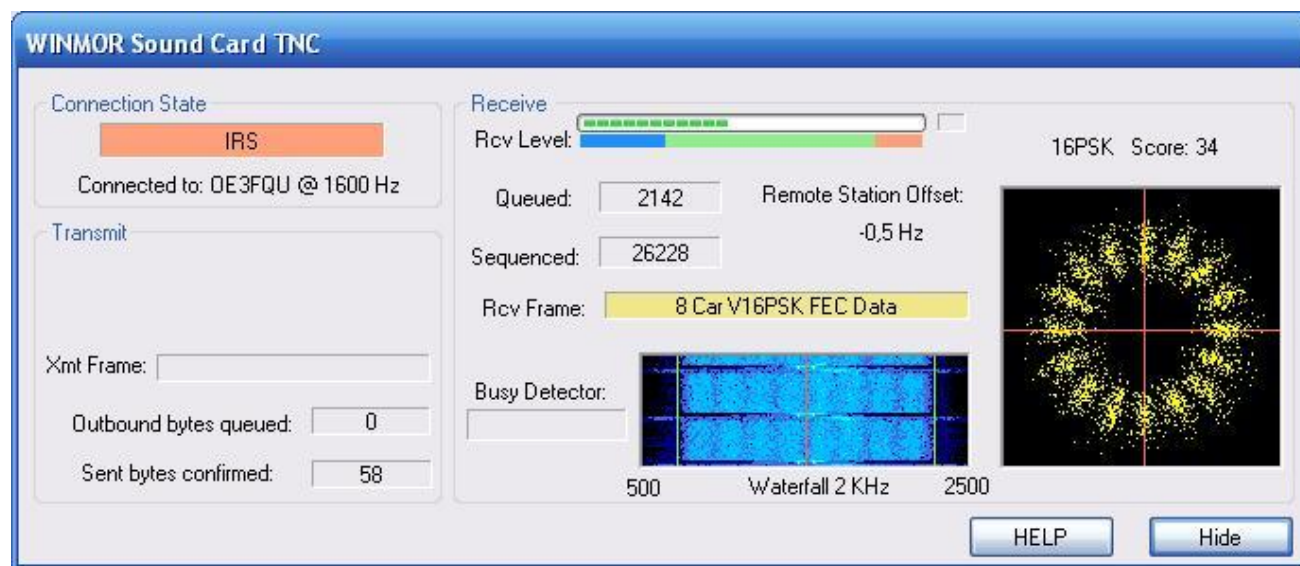 WINMOR Sound Card TNC
Connection State
IRS
Connected to: OE3FQU @ 1600 Hz
Transmit
Xmt Frame:
Outbound bytes queued: 0
Sent bytes confirmed: 58
Receive
Rcv Level:
Queued: 2142
Sequenced: 26228
Remote Station Offset:
-0,5 Hz
Rcv Frame: 8 Car V16PSK FEC Data
Busy Detector:
500 Waterfall 2 KHz 2500
16PSK Score: 34
HELP
Hide